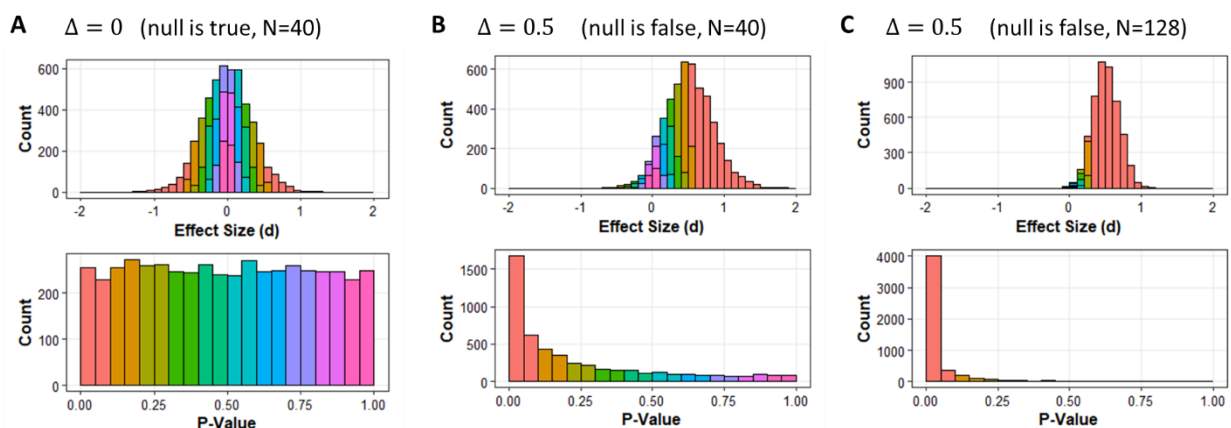 A Δ = 0 (null is true, N=40)
600
400
200
0
Count
-2 -1 0 1 2
Effect Size (d)
200
100
0
Count
0.00 0.25 0.50 0.75 1.00
P-Value
B Δ = 0.5 (null is false, N=40)
600
400
200
0
Count
-2 -1 0 1 2
Effect Size (d)
1500
1000
500
0
Count
0.00 0.25 0.50 0.75 1.00
P-Value
C Δ = 0.5 (null is false, N=128)
900
600
300
0
Count
-2 -1 0 1 2
Effect Size (d)
4000
3000
2000
1000
0
Count
0.00 0.25 0.50 0.75 1.00
P-Value